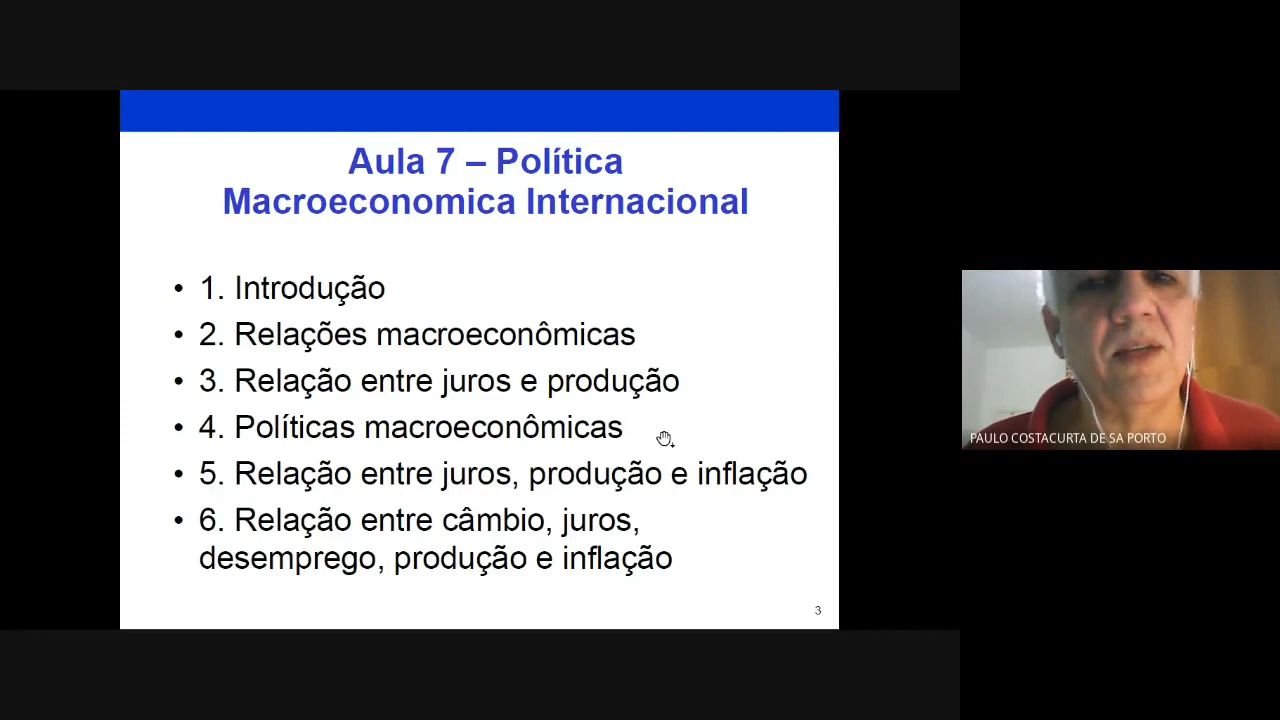 Aula 7 – Política
Macroeconomica Internacional
• 1. Introdução
• 2. Relações macroeconômicas
• 3. Relação entre juros e produção
• 4. Políticas macroeconômicas
• 5. Relação entre juros, produção e inflação
• 6. Relação entre câmbio, juros,
desemprego, produção e inflação
3
PAULO COSTACURTA DE SA PORTO